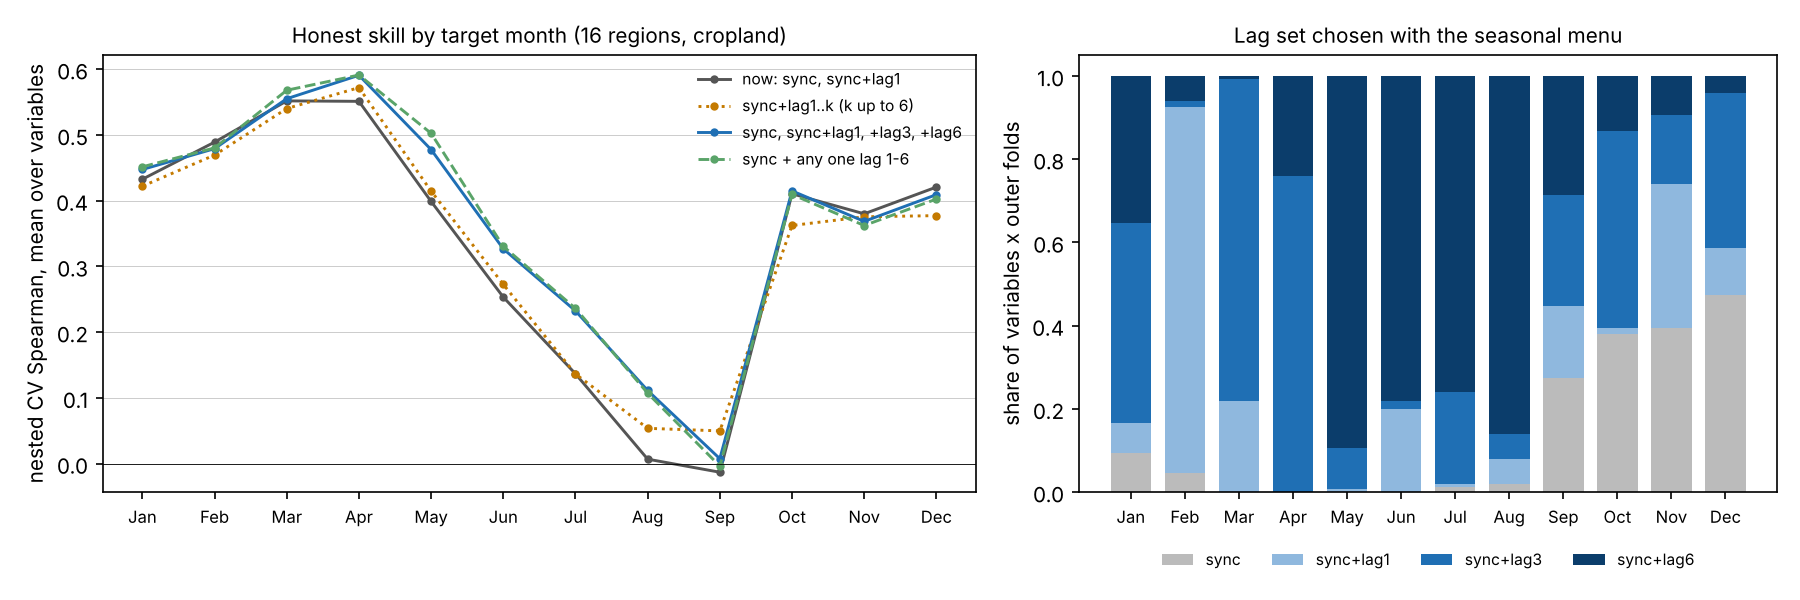 Honest skill by target month (16 regions, cropland)
nested CV Spearman, mean over variables
0.6
0.5
0.4
0.3
0.2
0.1
0.0
now: sync, sync+lag1
sync+lag1..k (k up to 6)
sync, sync+lag1, +lag3, +lag6
sync + any one lag 1-6
Jan Feb Mar Apr May Jun Jul Aug Sep Oct Nov Dec
Lag set chosen with the seasonal menu
share of variables x outer folds
1.0
0.8
0.6
0.4
0.2
0.0
Jan Feb Mar Apr May Jun Jul Aug Sep Oct Nov Dec
sync sync+lag1 sync+lag3 sync+lag6